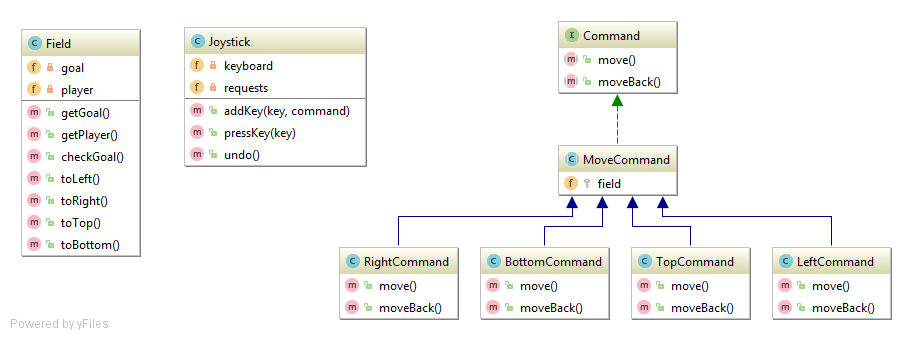 Field
goal
player
getGoal()
getPlayer()
checkGoal()
toLeft()
toRight()
toTop()
toBottom()
Joystick
keyboard
requests
addKey(key, command)
pressKey(key)
undo()
Command
move()
moveBack()
MoveCommand
field
RightCommand
move()
moveBack()
BottomCommand
move()
moveBack()
TopCommand
move()
moveBack()
LeftCommand
move()
moveBack()
Powered by yFiles